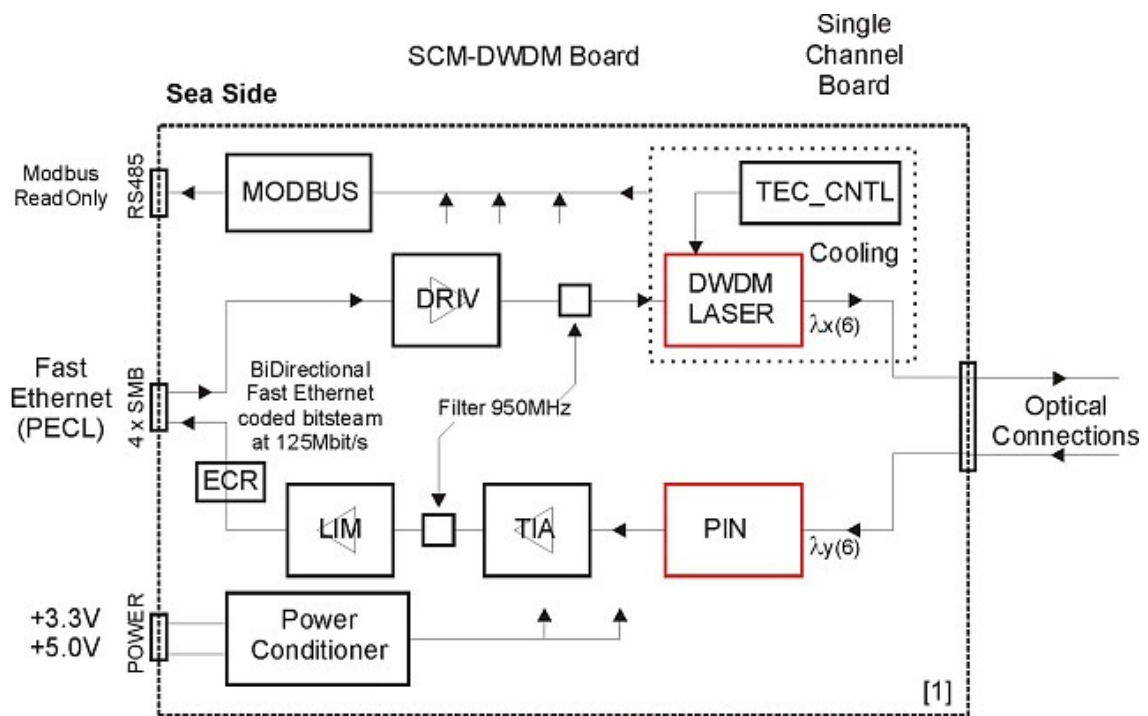 SCM-DWDM Board
Single
Channel
Board
Sea Side
Modbus
Read Only
RS485
MODBUS
TEC_CNTL
Cooling
DRIV
DWDM
LASER
λx(6)
Fast
Ethernet
(PECL)
4 x SMB
BiDirectional
Fast Ethernet
coded bitsteam
at 125Mbit/s
Filter 950MHz
Optical
Connections
ECR
LIM
TIA
PIN
λy(6)
+3.3V
+5.0V
POWER
Power
Conditioner
[1]